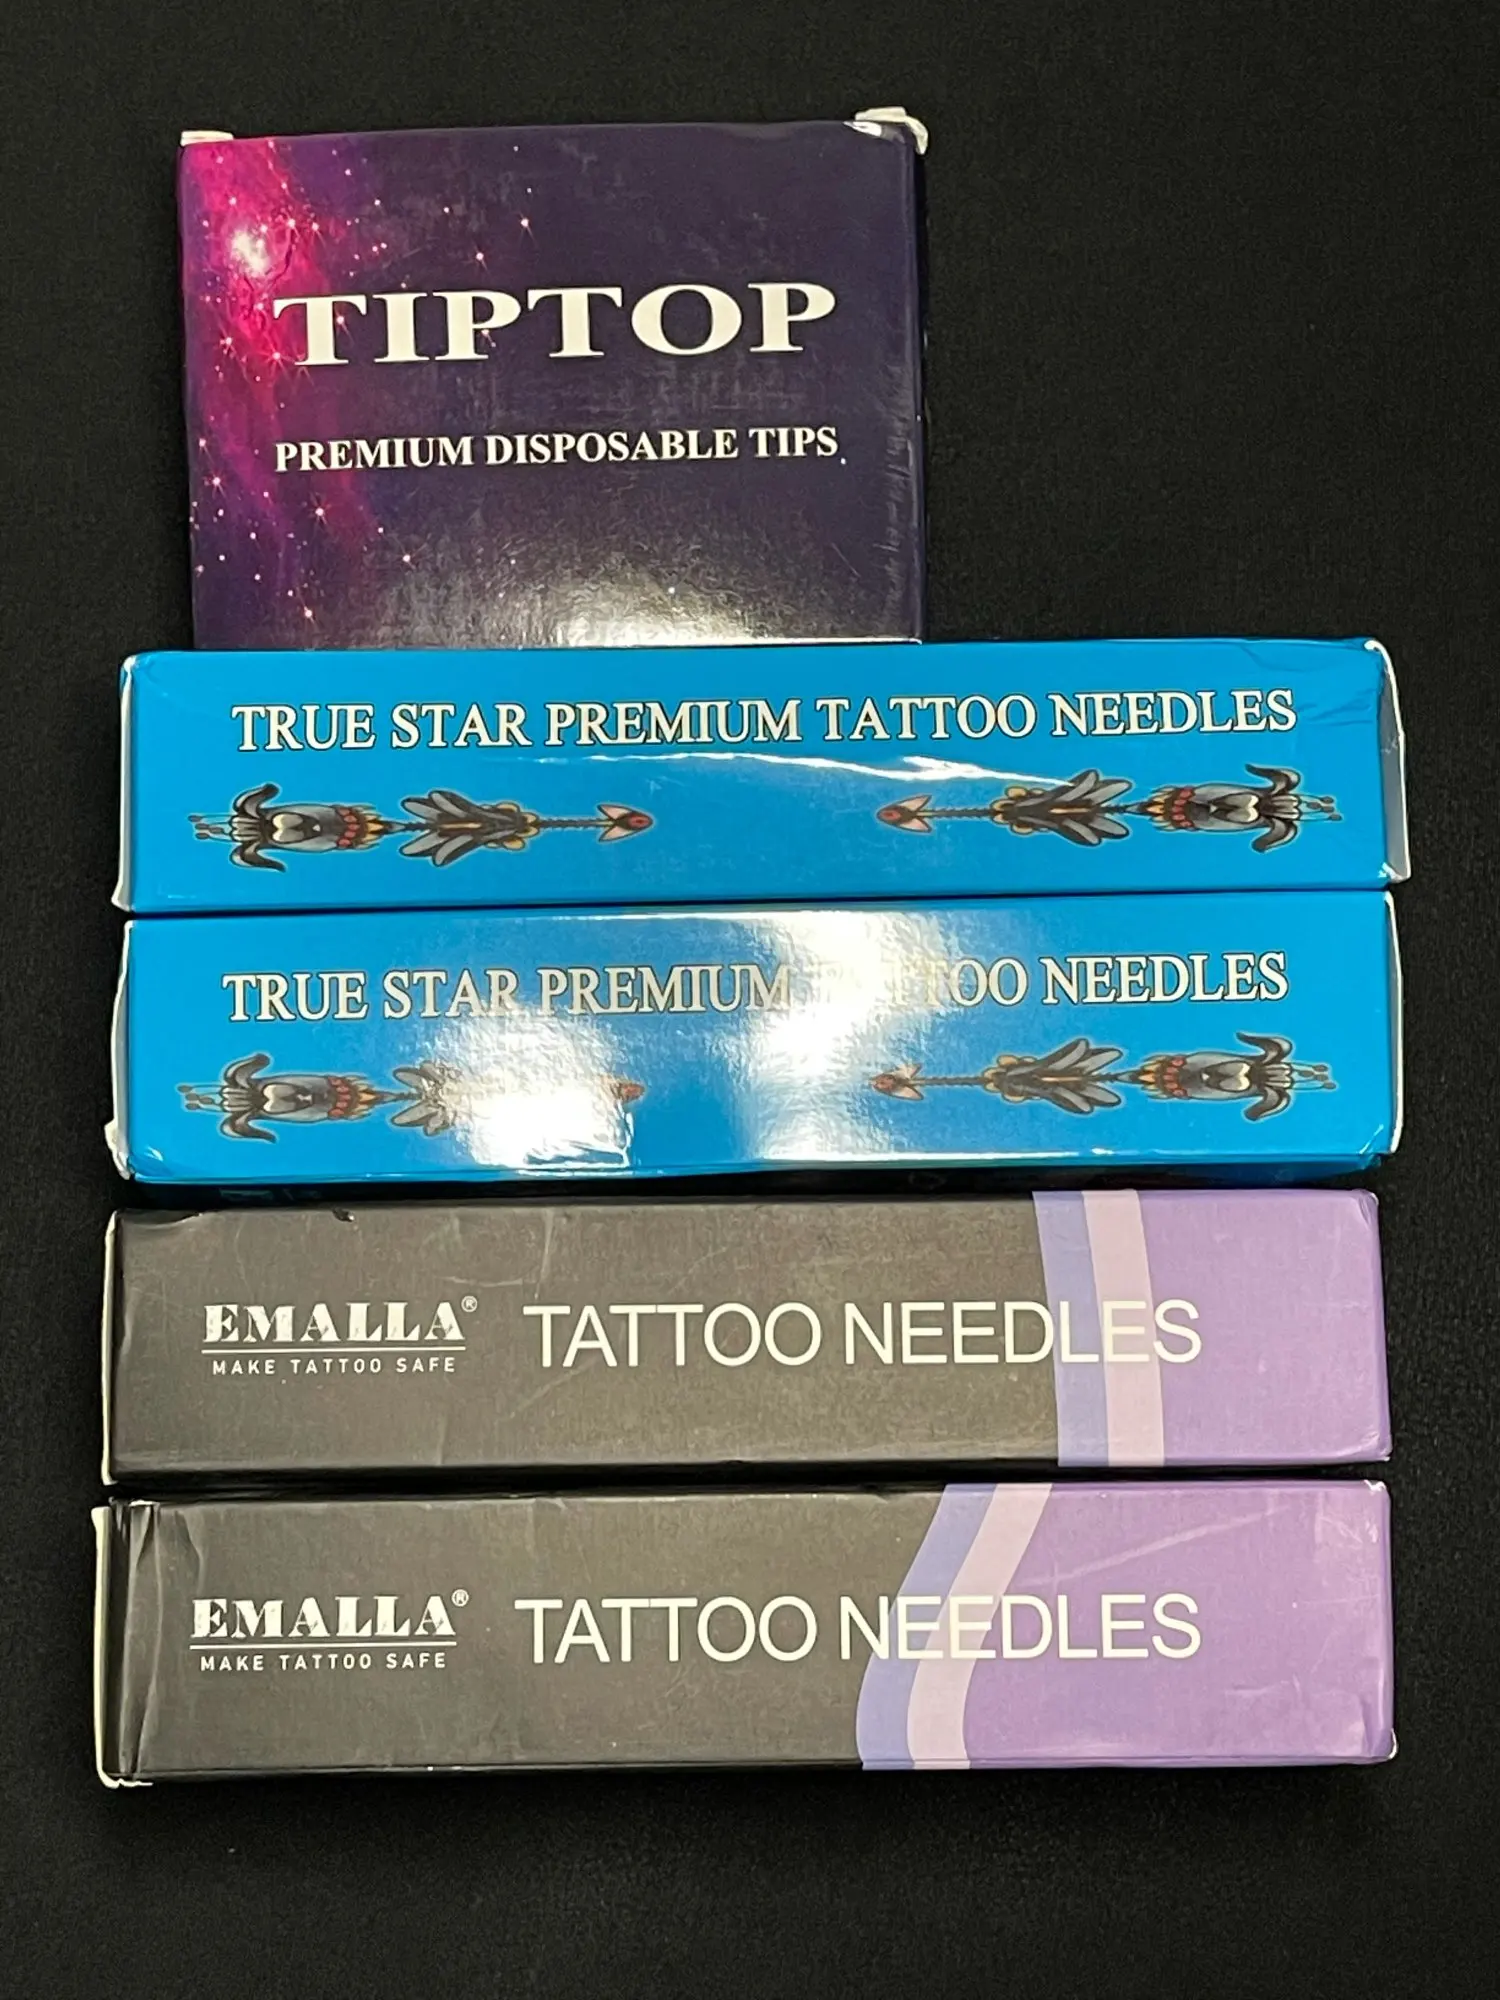 TIPTOP
PREMIUM DISPOSABLE TIPS
TRUE STAR PREMIUM TATTOO NEEDLES
TRUE STAR PREMIUM TATTOO NEEDLES
EMALLA® TATTOO NEEDLES
MAKE TATTOO SAFE
EMALLA® TATTOO NEEDLES
MAKE TATTOO SAFE